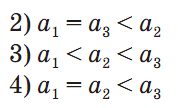 2) a₁ = a₃ < a₂
3) a₁ < a₂ < a₃
4) a₁ = a₂ < a₃